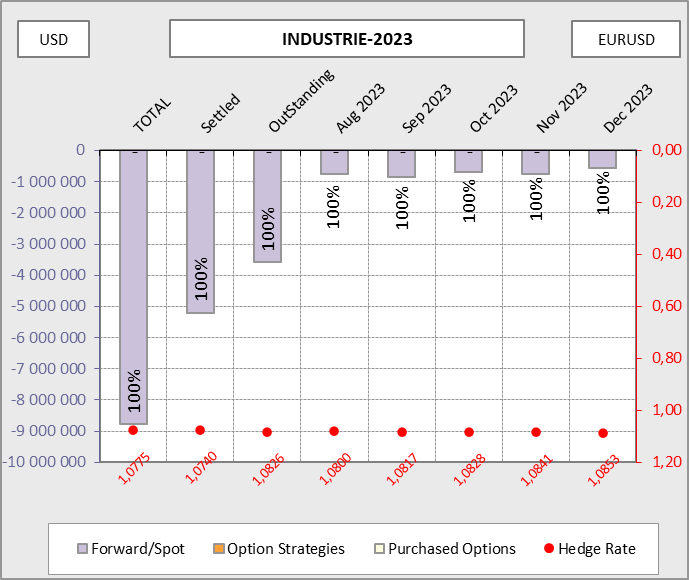 USD
INDUSTRIE-2023
EURUSD
TOTAL
Settled
OutStanding
Aug 2023
Sep 2023
Oct 2023
Nov 2023
Dec 2023
0
-1 000 000
-2 000 000
-3 000 000
-4 000 000
-5 000 000
-6 000 000
-7 000 000
-8 000 000
-9 000 000
-10 000 000
100%
100%
100%
100%
100%
100%
100%
100%
0,00
0,20
0,40
0,60
0,80
1,00
1,20
1,0775
1,0740
1,0826
1,0800
1,0817
1,0828
1,0841
1,0853
Forward/Spot
Option Strategies
Purchased Options
Hedge Rate